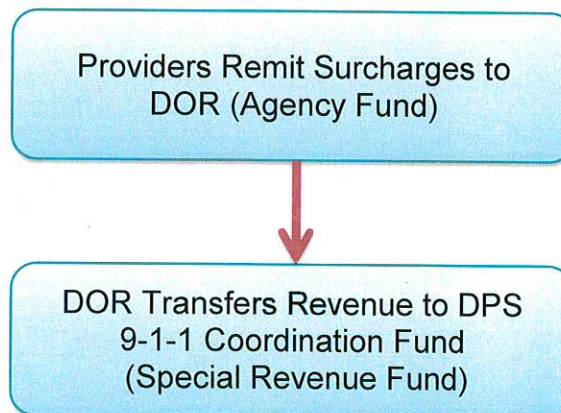 Providers Remit Surcharges to
DOR (Agency Fund)
DOR Transfers Revenue to DPS
9-1-1 Coordination Fund
(Special Revenue Fund)